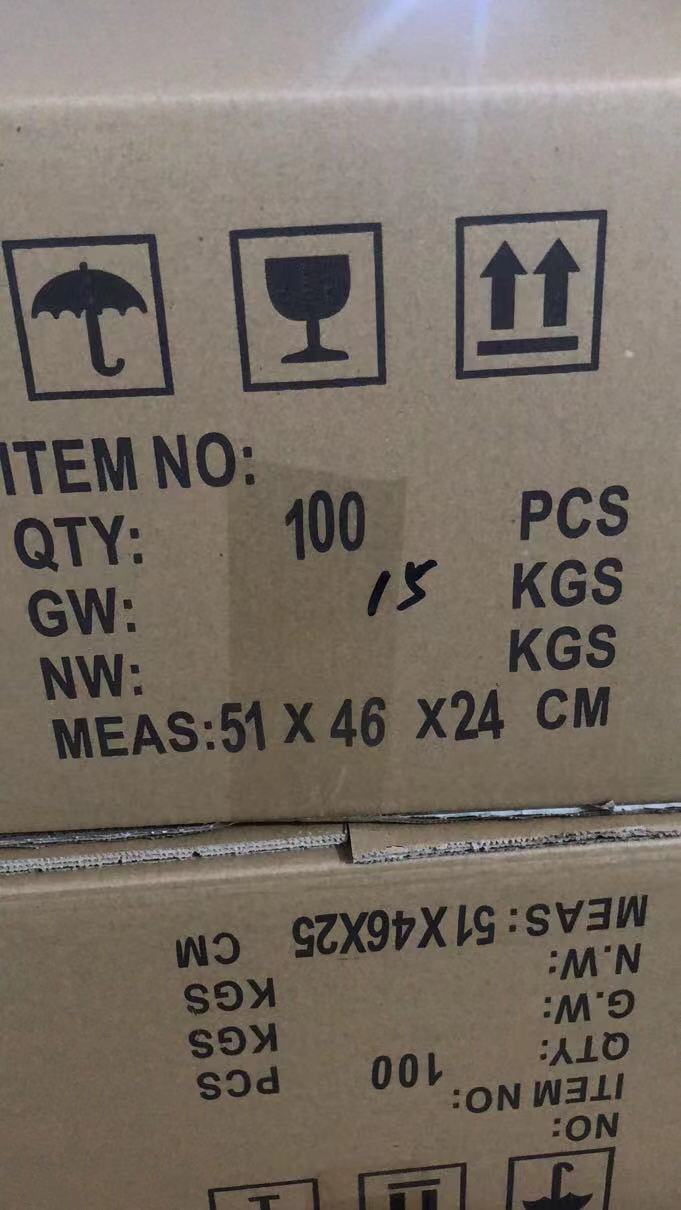 ITEM NO:
QTY: 100 PCS
GW: 15 KGS
NW: KGS
MEAS:51 X 46 X24 CM
NO:
ITEM NO:
QTY: 100 PCS
G.W: KGS
N.W: KGS
MEAS:51X46X25 CM